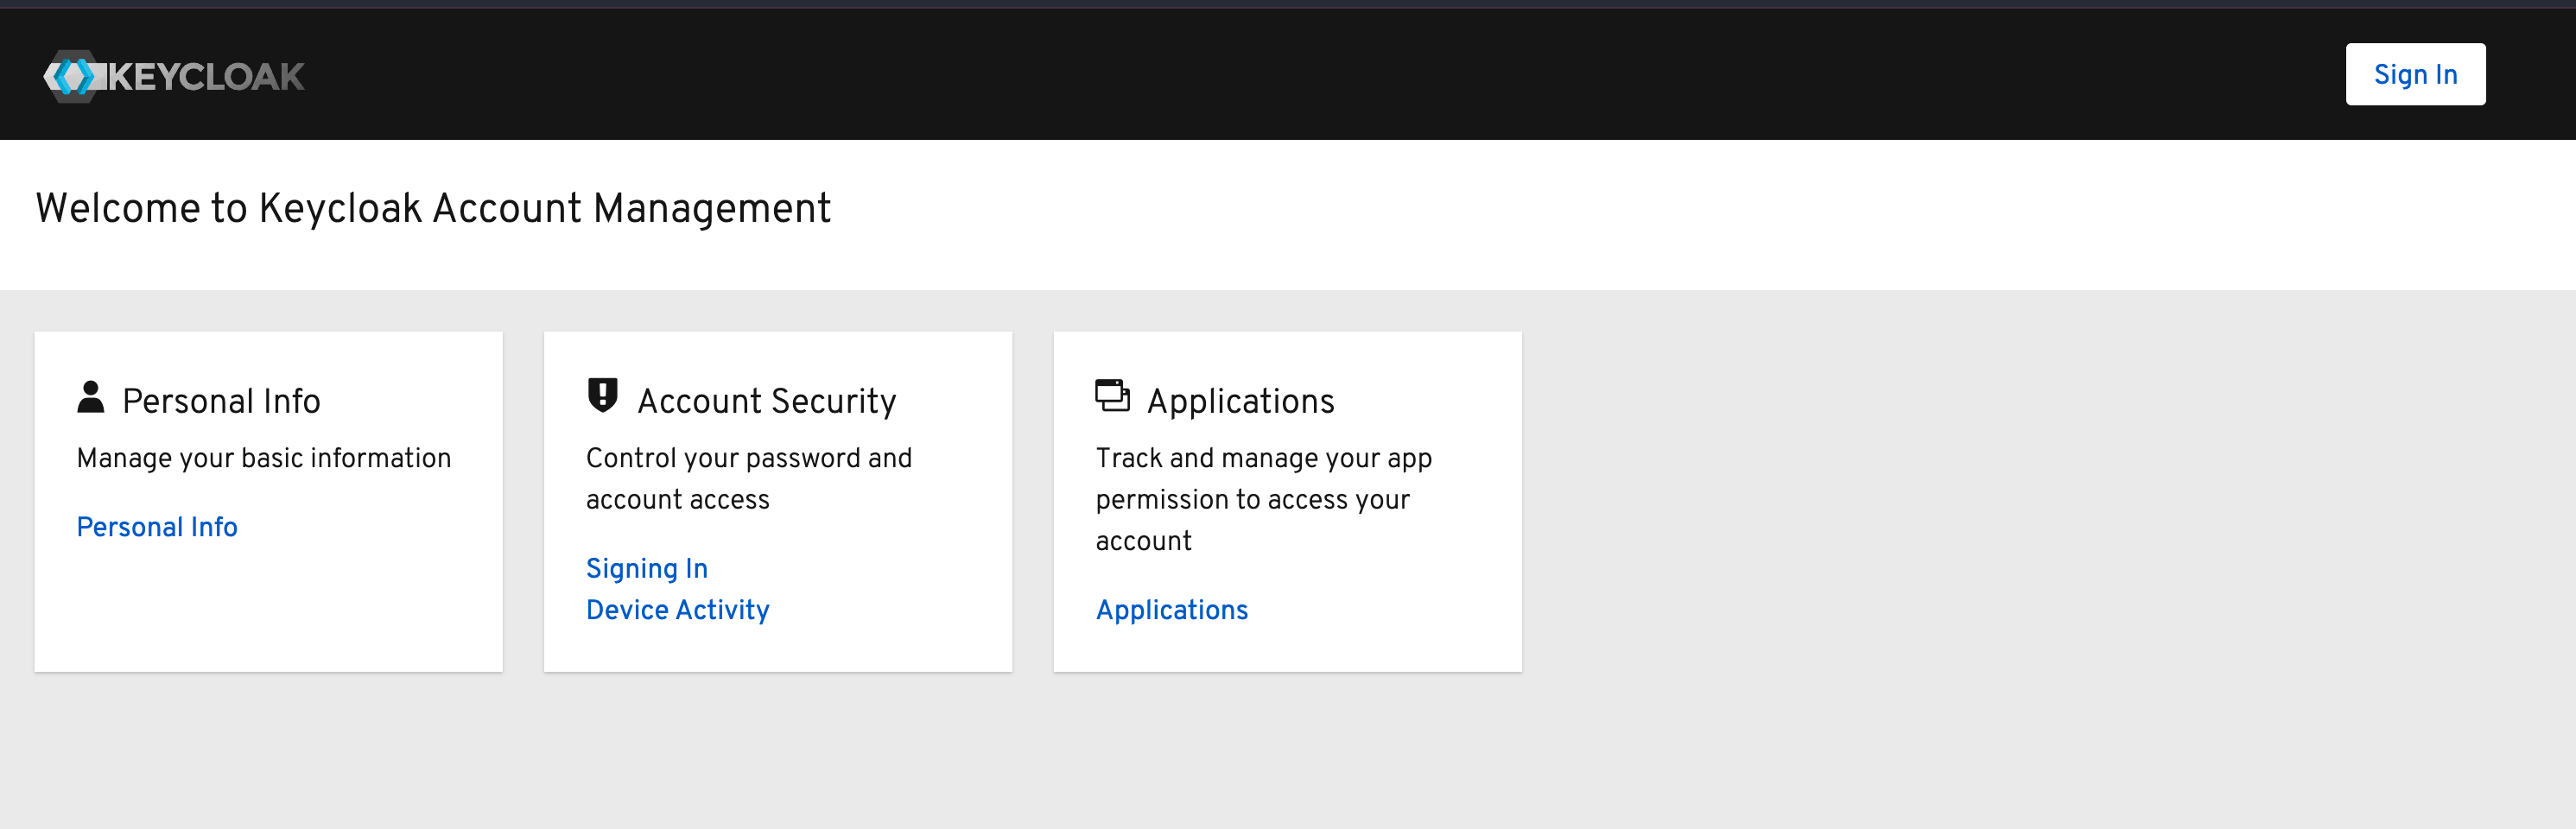 KEYCLOAK
Sign In
Welcome to Keycloak Account Management
Personal Info
Manage your basic information
Personal Info
Account Security
Control your password and
account access
Signing In
Device Activity
Applications
Track and manage your app
permission to access your
account
Applications